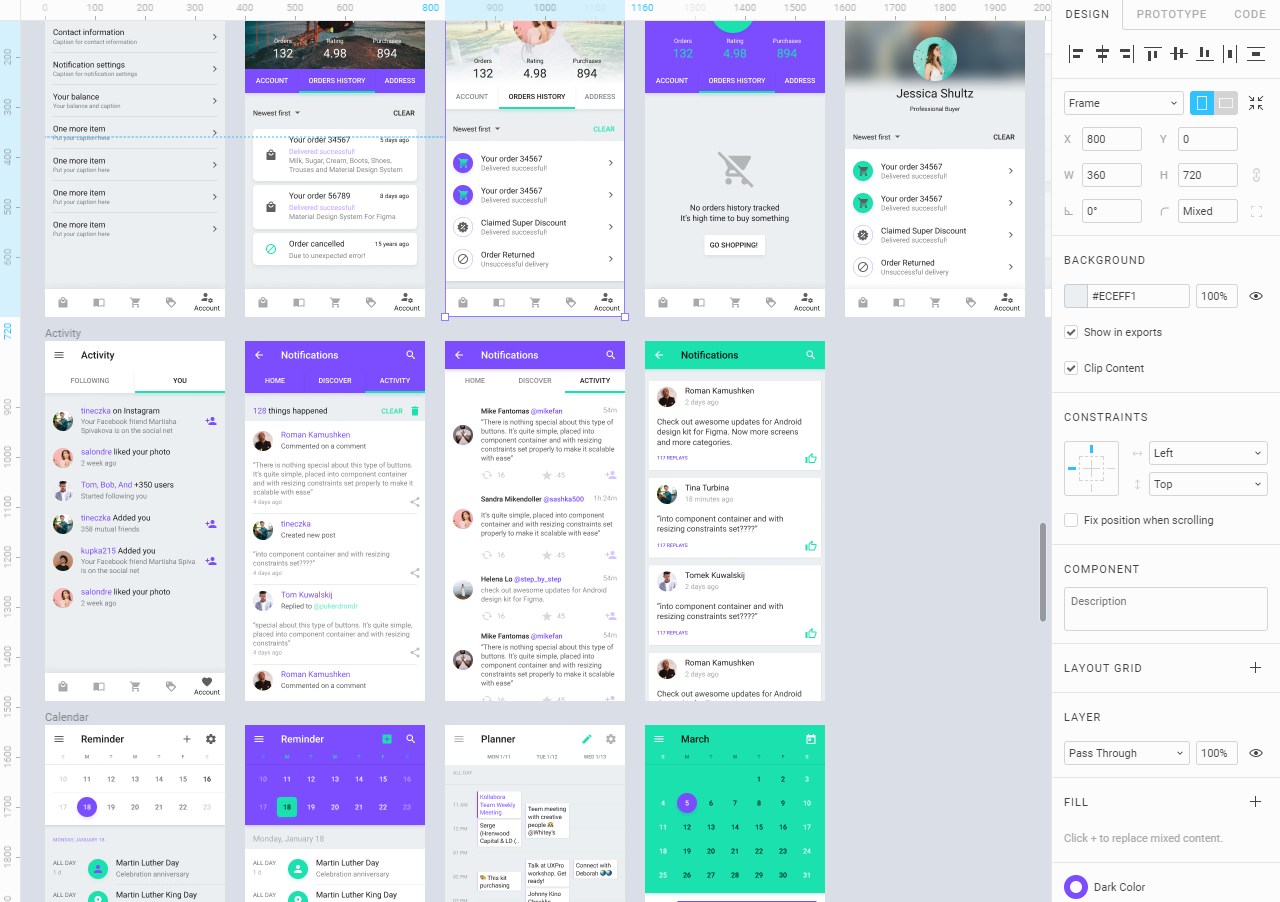 0 100 200 300 400 500 600 800 900 1000 1100 1160 1300 1400 1500 1600 1700 1800 1900
DESIGN PROTOTYPE CODE
200
300
400
500
600
720
900
1000
1100
1200
1300
1400
1500
1600
1700
1800
Contact information
Caption for contact information
Notification settings
Caption for notification settings
Your balance
Your balance and caption
One more item
Put your caption here
One more item
Put your caption here
One more item
Put your caption here
One more item
Put your caption here
Account
Orders Rating Purchases
132 4.98 894
ACCOUNT ORDERS HISTORY ADDRESS
Newest first CLEAR
Your order 34567 5 days ago
Delivered successful!
Milk, Sugar, Cream, Boots, Shoes,
Trouses and Material Design System
Your order 56789 8 days ago
Delivered successful!
Material Design System For Figma
Order cancelled 15 years ago
Due to unexpected error!
Account
Orders Rating Purchases
132 4.98 894
ACCOUNT ORDERS HISTORY ADDRESS
Newest first CLEAR
Your order 34567
Delivered successful!
Your order 34567
Delivered successful!
Claimed Super Discount
Delivered successful!
Order Returned
Unsuccessful delivery
Account
Orders Rating Purchases
132 4.98 894
ACCOUNT ORDERS HISTORY ADDRESS
No orders history tracked
It's high time to buy something
GO SHOPPING!
Account
Jessica Shultz
Professional Buyer
Newest first CLEAR
Your order 34567
Delivered successful!
Your order 34567
Delivered successful!
Claimed Super Discount
Delivered successful!
Order Returned
Unsuccessful delivery
Account
Activity
Activity
FOLLOWING YOU
tineczka on Instagram
Your Facebook friend Martisha
Spivakova is on the social net
salondre liked your photo
2 week ago
Tom, Bob, And +350 users
Started following you
tineczka Added you
358 mutual friends
kupka215 Added you
Your Facebook friend Martisha Spiva
is on the social net
salondre liked your photo
2 week ago
Account
Notifications
HOME DISCOVER ACTIVITY
128 things happened CLEAR
Roman Kamushken
Commented on a comment
"There is nothing special about this type of buttons.
It's quite simple, placed into component container
and with resizing constraints set properly to make it
scalable with ease"
4 days ago
tineczka
Created new post
"into component container and with resizing
constraints set????"
4 days ago
Tom Kuwalskij
Replied to @pukerdrondr
"special about this type of buttons. It's quite simple,
placed into component container and with resizing
constraints"
4 days ago
Roman Kamushken
Commented on a comment
Notifications
HOME DISCOVER ACTIVITY
Mike Fantomas @mikefan 54m
"There is nothing special about this type of
buttons. It's quite simple, placed into
component container and with resizing
constraints set properly to make it scalable
with ease"
16 45
Sandra Mikendoller @sashka500 1h 24m
It's quite simple, placed into component
container and with resizing constraints set
properly to make it scalable with ease
16 45
Helena Lo @step_by_step 54m
check out awesome updates for Android
design kit for Figma.
16 45
Mike Fantomas @mikefan 54m
"There is nothing special about this type of
buttons. It's quite simple, placed into
component container and with resizing
constraints set properly to make it scalable
with ease"
Notifications
Roman Kamushken
2 days ago
Check out awesome updates for Android
design kit for Figma. Now more screens
and more categories.
117 REPLAYS
Tina Turbina
18 minutes ago
"into component container and with
resizing constraints set????"
117 REPLAYS
Tomek Kuwalskij
2 days ago
"into component container and with
resizing constraints set????"
117 REPLAYS
Roman Kamushken
2 days ago
Check out awesome updates for Android
Calendar
Reminder
S M T W T F S
10 11 12 13 14 15 16
17 18 19 20 21 22 23
MONDAY, JANUARY 18
ALL DAY Martin Luther Day
1 d Celebration anniversary
ALL DAY Martin Luther King Day
Reminder
S M T W T F S
10 11 12 13 14 15 16
17 18 19 20 21 22 23
Monday, January 18
ALL DAY Martin Luther Day
1 d Celebration anniversary
ALL DAY Martin Luther King Day
Planner
MON 1/11 TUE 1/12 WED 1/13
ALL DAY
11 AM
12 PM
01 PM
02 PM
03 PM
Kollabora
Team Weekly
Meeting
Serge
(Hrenwood
Capital & LD (..
Team meeting
with creative
people
@Whitey's
This kit
purchasing
Talk at UXPro
workshop. Get
ready!
Johny Kino
Checklin
Connect with
Deborah
March
S M T W T F S
1 2 3
4 5 6 7 8 9 10
11 12 13 14 15 16 17
18 19 20 21 22 23 24
25 26 27 28 29 30 31
Frame
X 800 Y 0
W 360 H 720
0° Mixed
BACKGROUND
#ECEFF1 100%
Show in exports
Clip Content
CONSTRAINTS
Left
Top
Fix position when scrolling
COMPONENT
Description
LAYOUT GRID
LAYER
Pass Through 100%
FILL
Click + to replace mixed content.
Dark Color